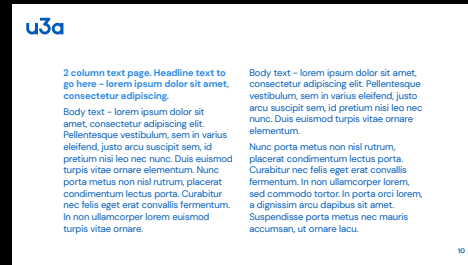 u3a
2 column text page. Headline text to
go here - lorem ipsum dolor sit amet,
consectetur adipiscing.
Body text - lorem ipsum dolor sit
amet, consectetur adipiscing elit.
Pellentesque vestibulum, sem in varius
eleifend, justo arcu suscipit sem, id
pretium nisi leo nec nunc. Duis euismod
turpis vitae ornare elementum. Nunc
porta metus non nisl rutrum, placerat
condimentum lectus porta. Curabitur
nec felis eget erat convallis fermentum.
In non ullamcorper lorem euismod
turpis vitae ornare.
Body text - lorem ipsum dolor sit amet,
consectetur adipiscing elit. Pellentesque
vestibulum, sem in varius eleifend, justo
arcu suscipit sem, id pretium nisi leo nec
nunc. Duis euismod turpis vitae ornare
elementum.
Nunc porta metus non nisl rutrum,
placerat condimentum lectus porta.
Curabitur nec felis eget erat convallis
fermentum. In non ullamcorper lorem,
sed commodo tortor. In porta orci lorem,
a dignissim arcu dapibus sit amet.
Suspendisse porta metus nec mauris
accumsan, ut ornare lacu.
10